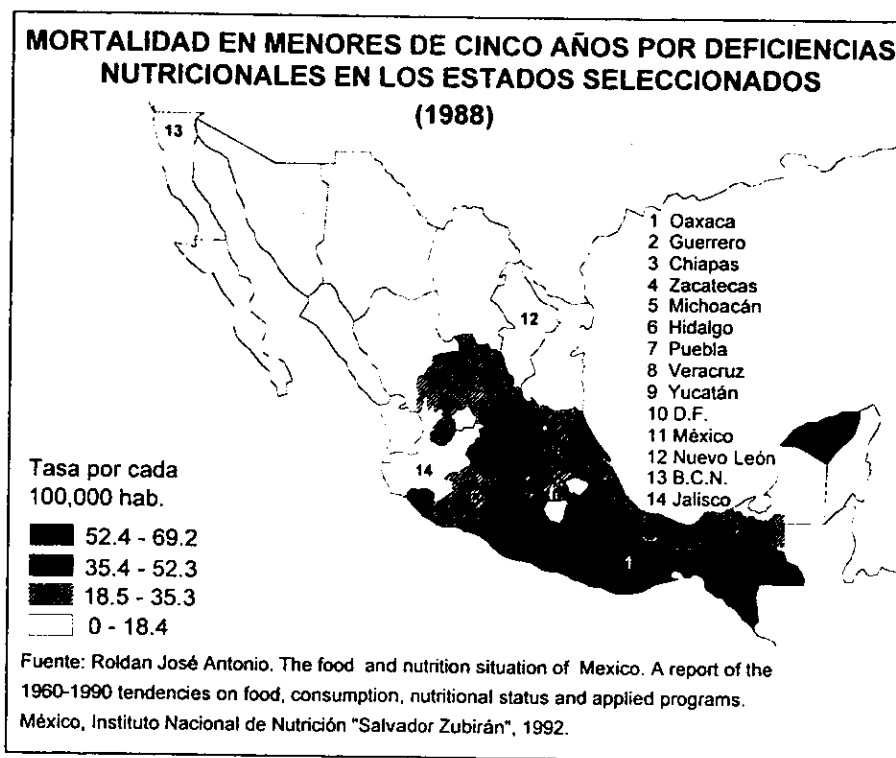 MORTALIDAD EN MENORES DE CINCO AÑOS POR DEFICIENCIAS
NUTRICIONALES EN LOS ESTADOS SELECCIONADOS
(1988)
13
12
14
1
1 Oaxaca
2 Guerrero
3 Chiapas
4 Zacatecas
5 Michoacán
6 Hidalgo
7 Puebla
8 Veracruz
9 Yucatán
10 D.F.
11 México
12 Nuevo León
13 B.C.N.
14 Jalisco
Tasa por cada
100,000 hab.
52.4 - 69.2
35.4 - 52.3
18.5 - 35.3
0 - 18.4
Fuente: Roldan José Antonio. The food and nutrition situation of Mexico. A report of the
1960-1990 tendencies on food, consumption, nutritional status and applied programs.
México, Instituto Nacional de Nutrición "Salvador Zubirán", 1992.